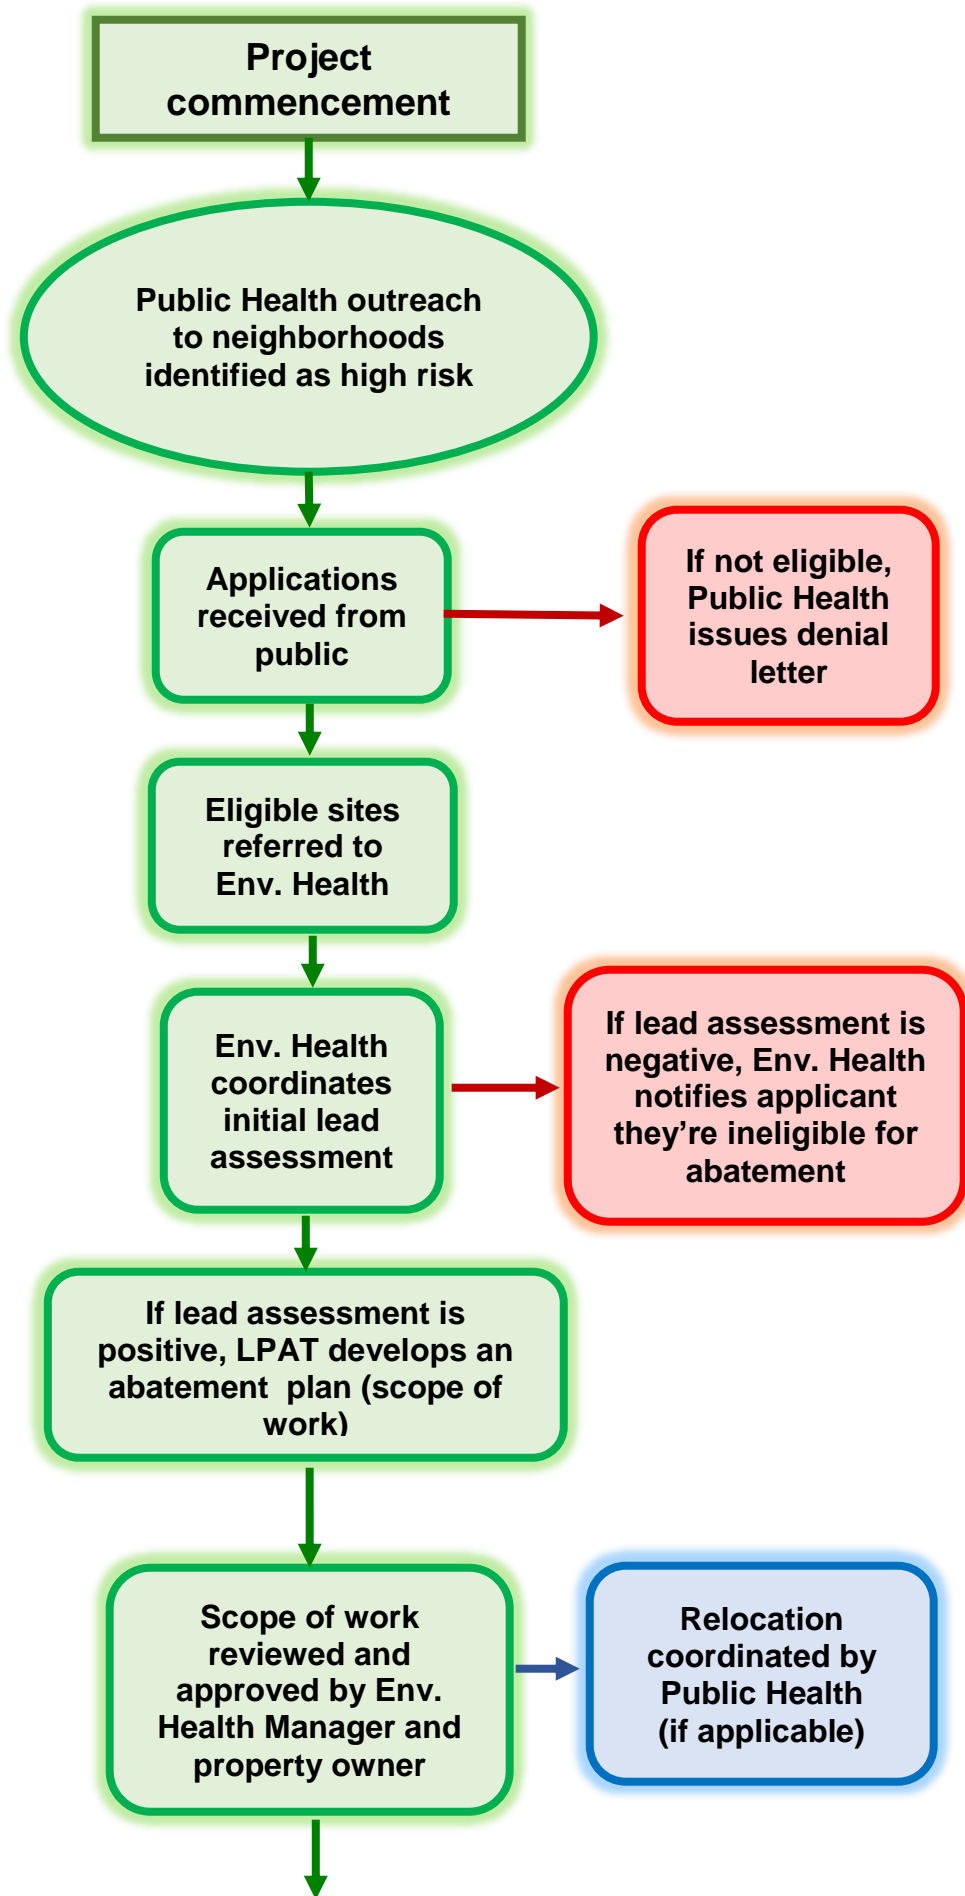 Project
commencement
Public Health outreach
to neighborhoods
identified as high risk
Applications
received from
public
If not eligible,
Public Health
issues denial
letter
Eligible sites
referred to
Env. Health
Env. Health
coordinates
initial lead
assessment
If lead assessment is
negative, Env. Health
notifies applicant
they’re ineligible for
abatement
If lead assessment is
positive, LPAT develops an
abatement plan (scope of
work)
Scope of work
reviewed and
approved by Env.
Health Manager and
property owner
Relocation
coordinated by
Public Health
(if applicable)